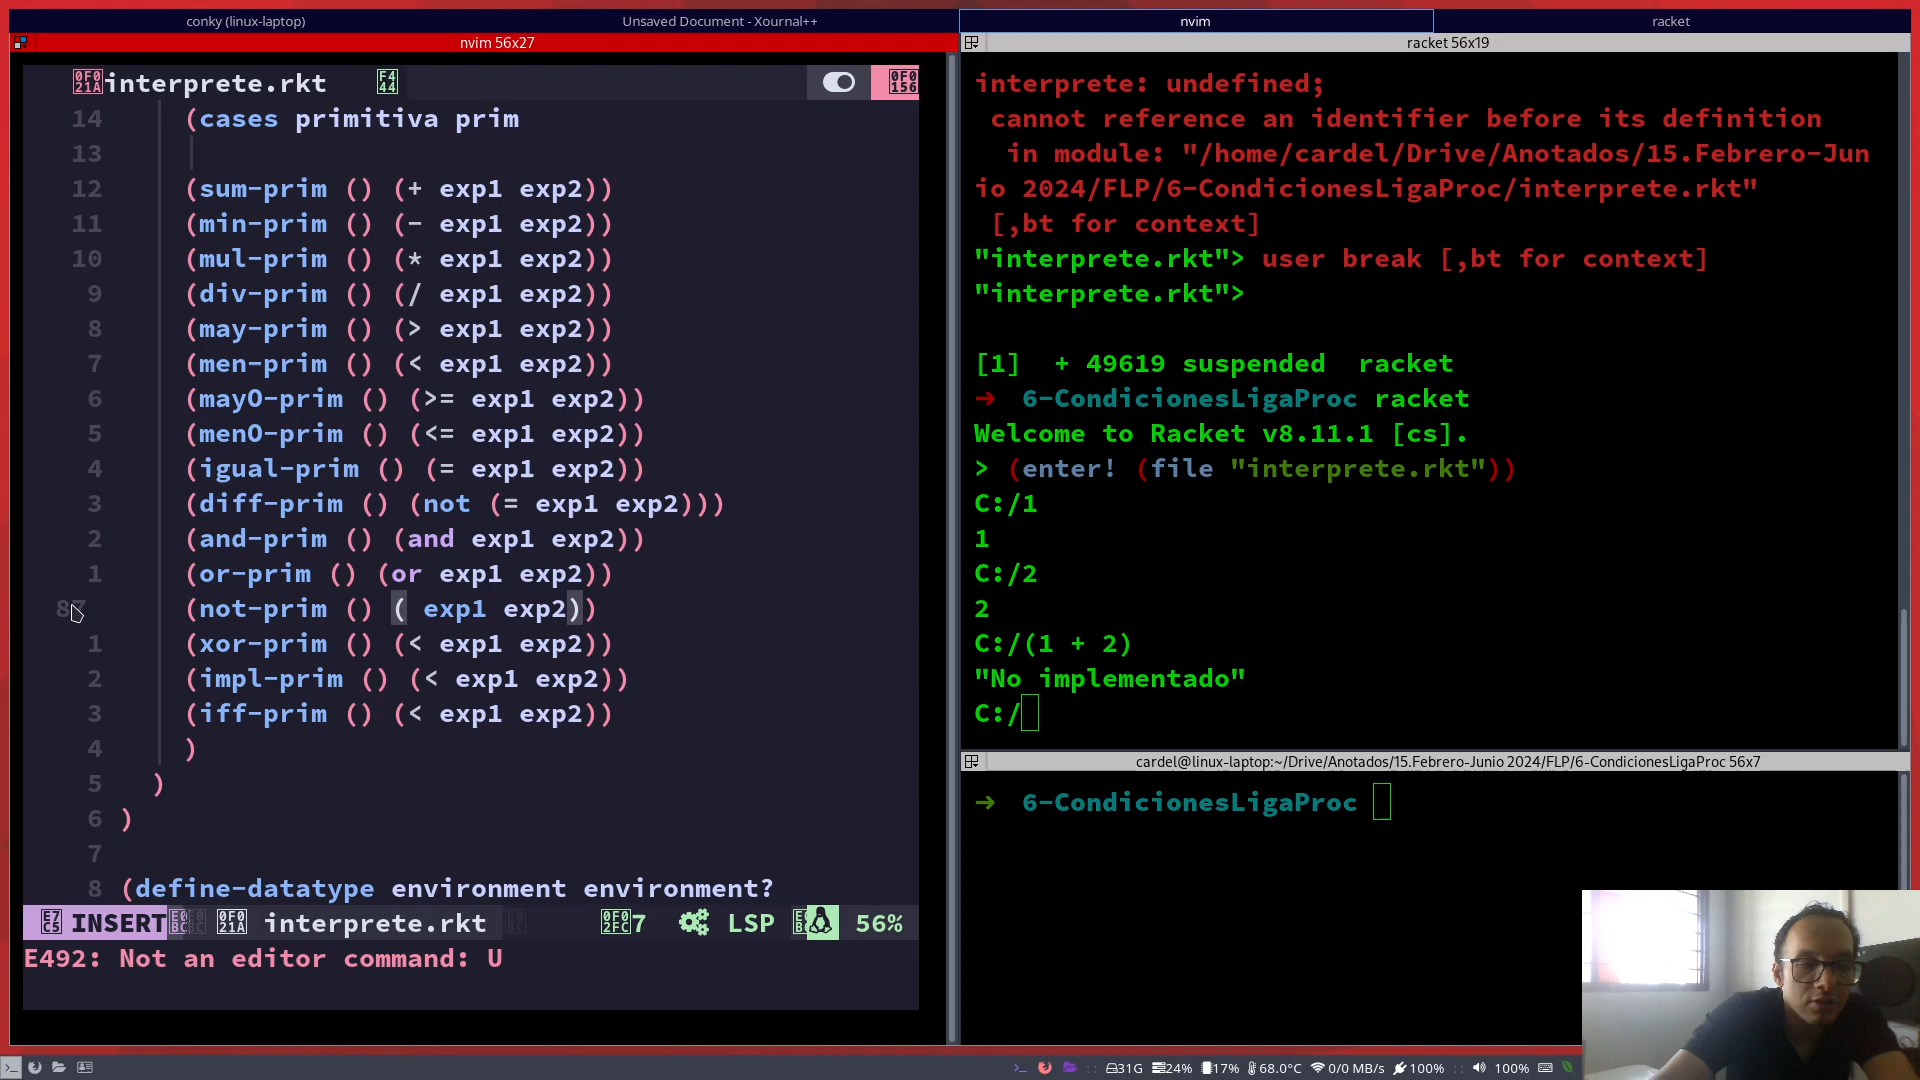 conky (linux-laptop)
Unsaved Document - Xournal++
nvim
racket
nvim 56x27
interprete.rkt
14 (cases primitiva prim
13
12 (sum-prim () (+ exp1 exp2))
11 (min-prim () (- exp1 exp2))
10 (mul-prim () (* exp1 exp2))
9 (div-prim () (/ exp1 exp2))
8 (may-prim () (> exp1 exp2))
7 (men-prim () (< exp1 exp2))
6 (mayO-prim () (>= exp1 exp2))
5 (menO-prim () (<= exp1 exp2))
4 (igual-prim () (= exp1 exp2))
3 (diff-prim () (not (= exp1 exp2)))
2 (and-prim () (and exp1 exp2))
1 (or-prim () (or exp1 exp2))
87 (not-prim () ( exp1 exp2))
1 (xor-prim () (< exp1 exp2))
2 (impl-prim () (< exp1 exp2))
3 (iff-prim () (< exp1 exp2))
4 )
5 )
6 )
7
8 (define-datatype environment environment?
INSERT interprete.rkt 7 LSP 56%
E492: Not an editor command: U
racket 56x19
interprete: undefined;
cannot reference an identifier before its definition
in module: "/home/cardel/Drive/Anotados/15.Febrero-Jun
io 2024/FLP/6-CondicionesLigaProc/interprete.rkt"
[,bt for context]
"interprete.rkt"> user break [,bt for context]
"interprete.rkt">
[1] + 49619 suspended racket
➜ 6-CondicionesLigaProc racket
Welcome to Racket v8.11.1 [cs].
> (enter! (file "interprete.rkt"))
C:/1
1
C:/2
2
C:/(1 + 2)
"No implementado"
C:/
cardel@linux-laptop:~/Drive/Anotados/15.Febrero-Junio 2024/FLP/6-CondicionesLigaProc 56x7
➜ 6-CondicionesLigaProc
31G 24% 17% 68.0°C 0/0 MB/s 100% 100%